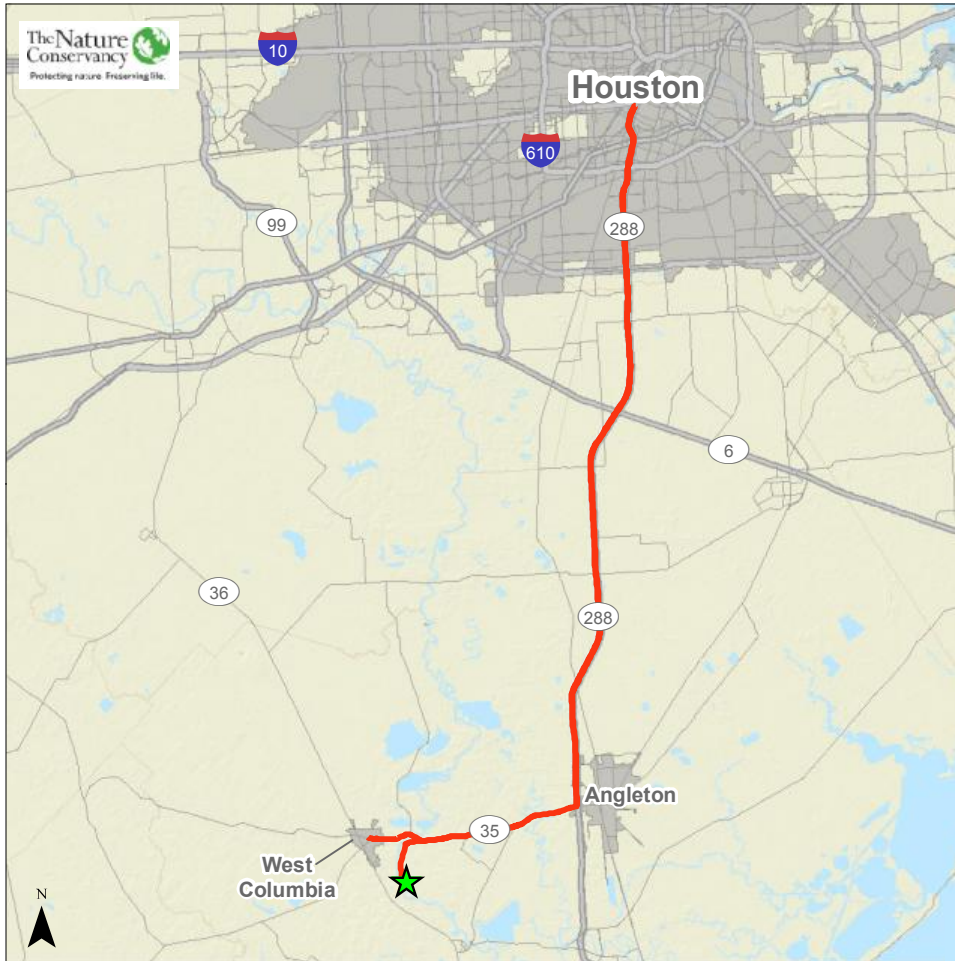 The Nature
Conservancy
Protecting nature. Preserving life.
10
Houston
610
288
99
6
36
288
Angleton
35
West
Columbia
N